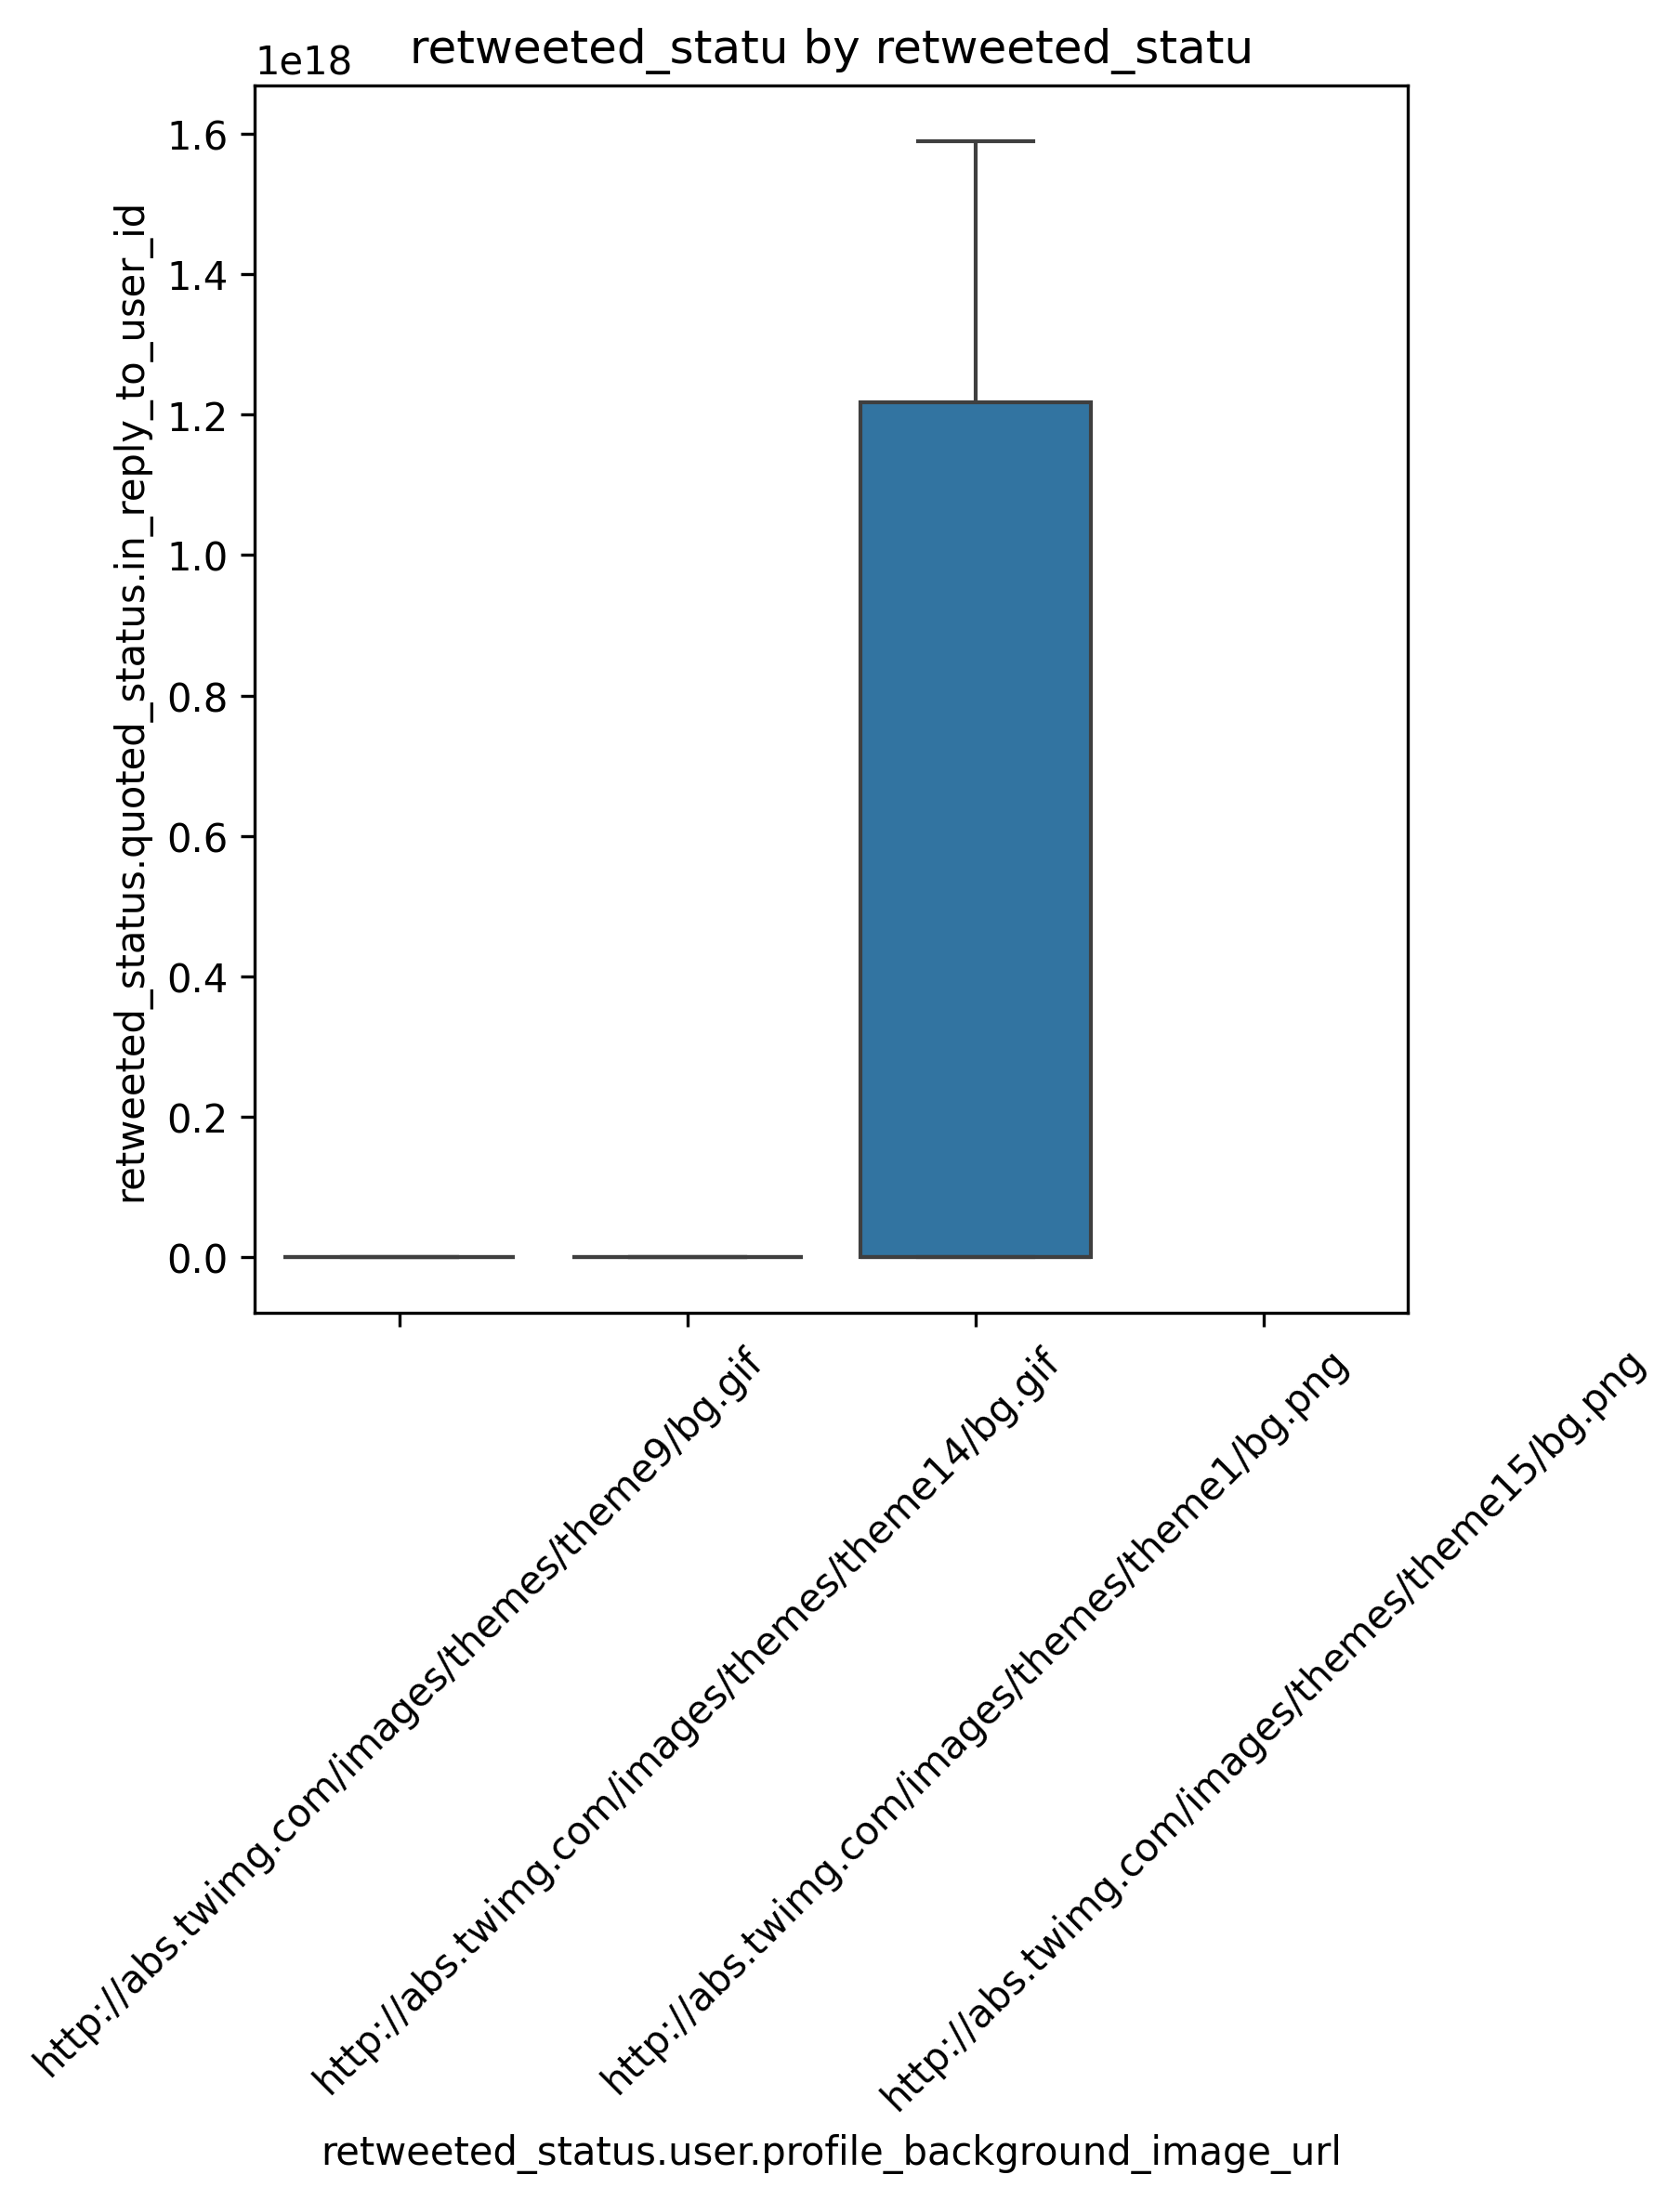 retweeted_statu by retweeted_statu
1e18
1.6
1.4
1.2
1.0
0.8
0.6
0.4
0.2
0.0
retweeted_status.quoted_status.in_reply_to_user_id
http://abs.twimg.com/images/themes/theme9/bg.gif
http://abs.twimg.com/images/themes/theme14/bg.gif
http://abs.twimg.com/images/themes/theme1/bg.png
http://abs.twimg.com/images/themes/theme15/bg.png
retweeted_status.user.profile_background_image_url